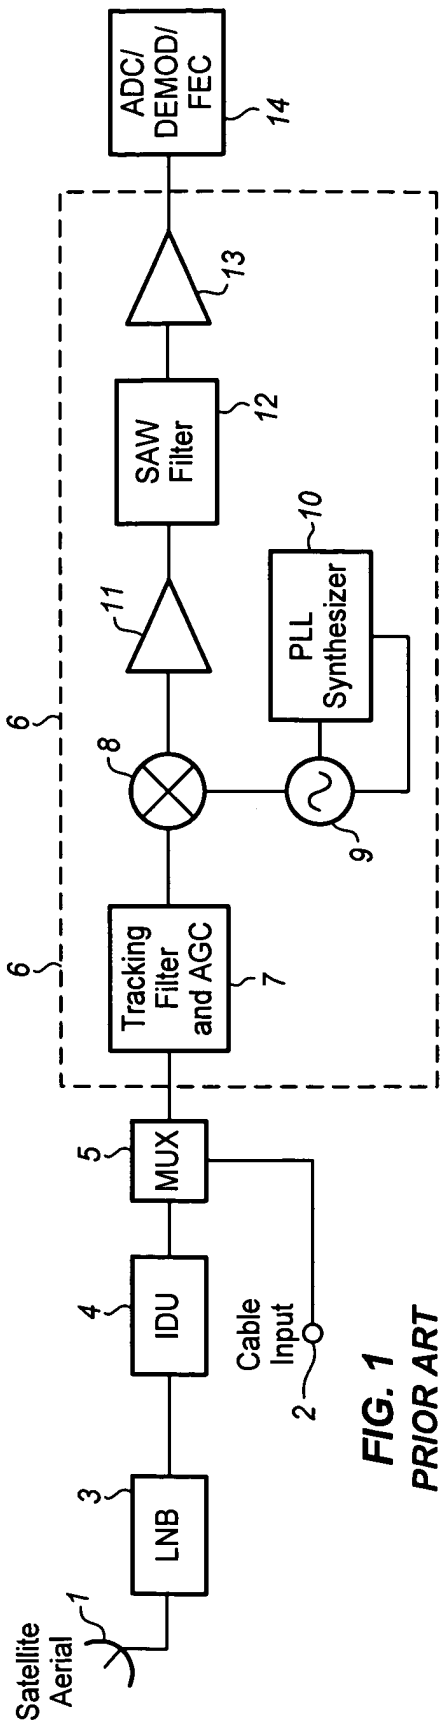 Satellite
Aerial
1
3
LNB
4
IDU
5
MUX
Cable
Input
2
6
6
Tracking
Filter
and AGC
7
8
9
PLL
Synthesizer
10
11
SAW
Filter
12
13
ADC/
DEMOD/
FEC
14
FIG. 1
PRIOR ART